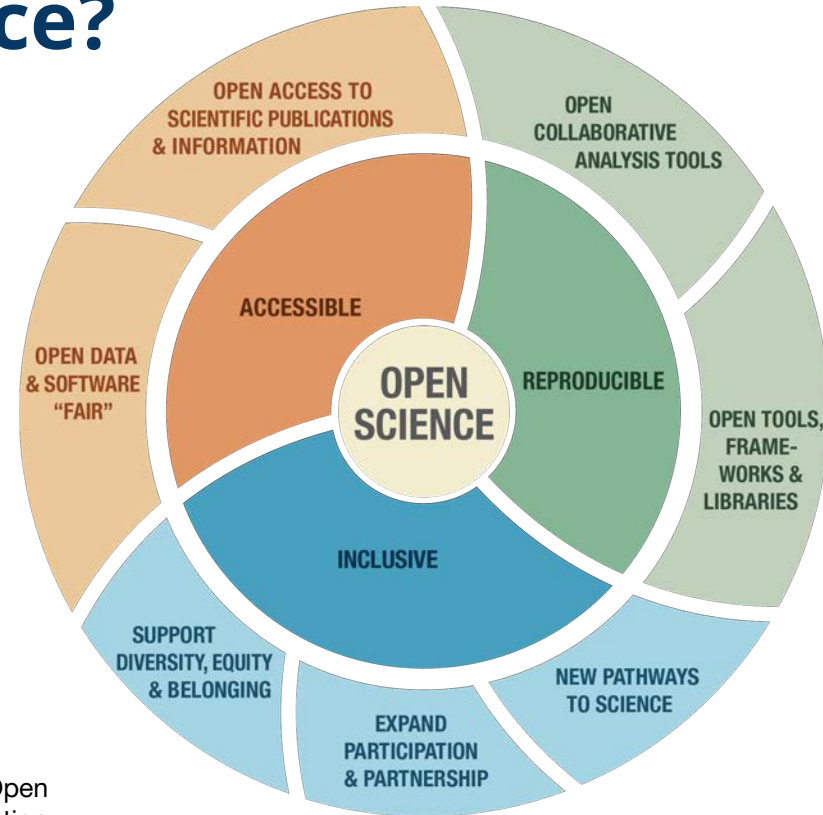 ce?
OPEN ACCESS TO
SCIENTIFIC PUBLICATIONS
& INFORMATION
OPEN
COLLABORATIVE
ANALYSIS TOOLS
ACCESSIBLE
OPEN DATA
& SOFTWARE
“FAIR”
OPEN
SCIENCE
REPRODUCIBLE
OPEN TOOLS,
FRAME-
WORKS &
LIBRARIES
INCLUSIVE
SUPPORT
DIVERSITY, EQUITY
& BELONGING
NEW PATHWAYS
TO SCIENCE
EXPAND
PARTICIPATION
& PARTNERSHIP
Open